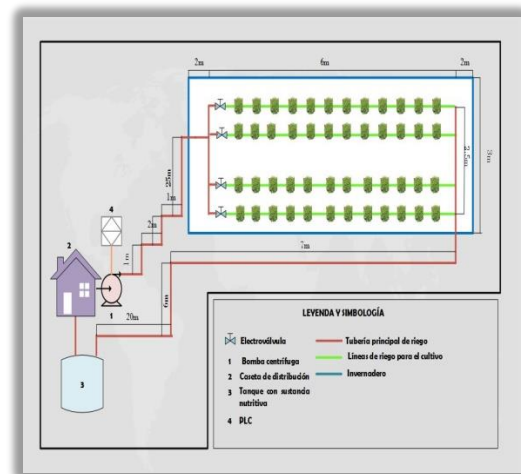 2m 6m 2m
2.5m
3m
25m
1m
2m
1m
4
2
1
7m
6m
20m
3
LEYENDA Y SIMBOLOGÍA
Electroválvula
Tubería principal de riego
1 Bomba centrífuga
Líneas de riego para el cultivo
2 Caseta de distribución
Invernadero
3 Tanque con sustancia
nutritiva
4 PLC